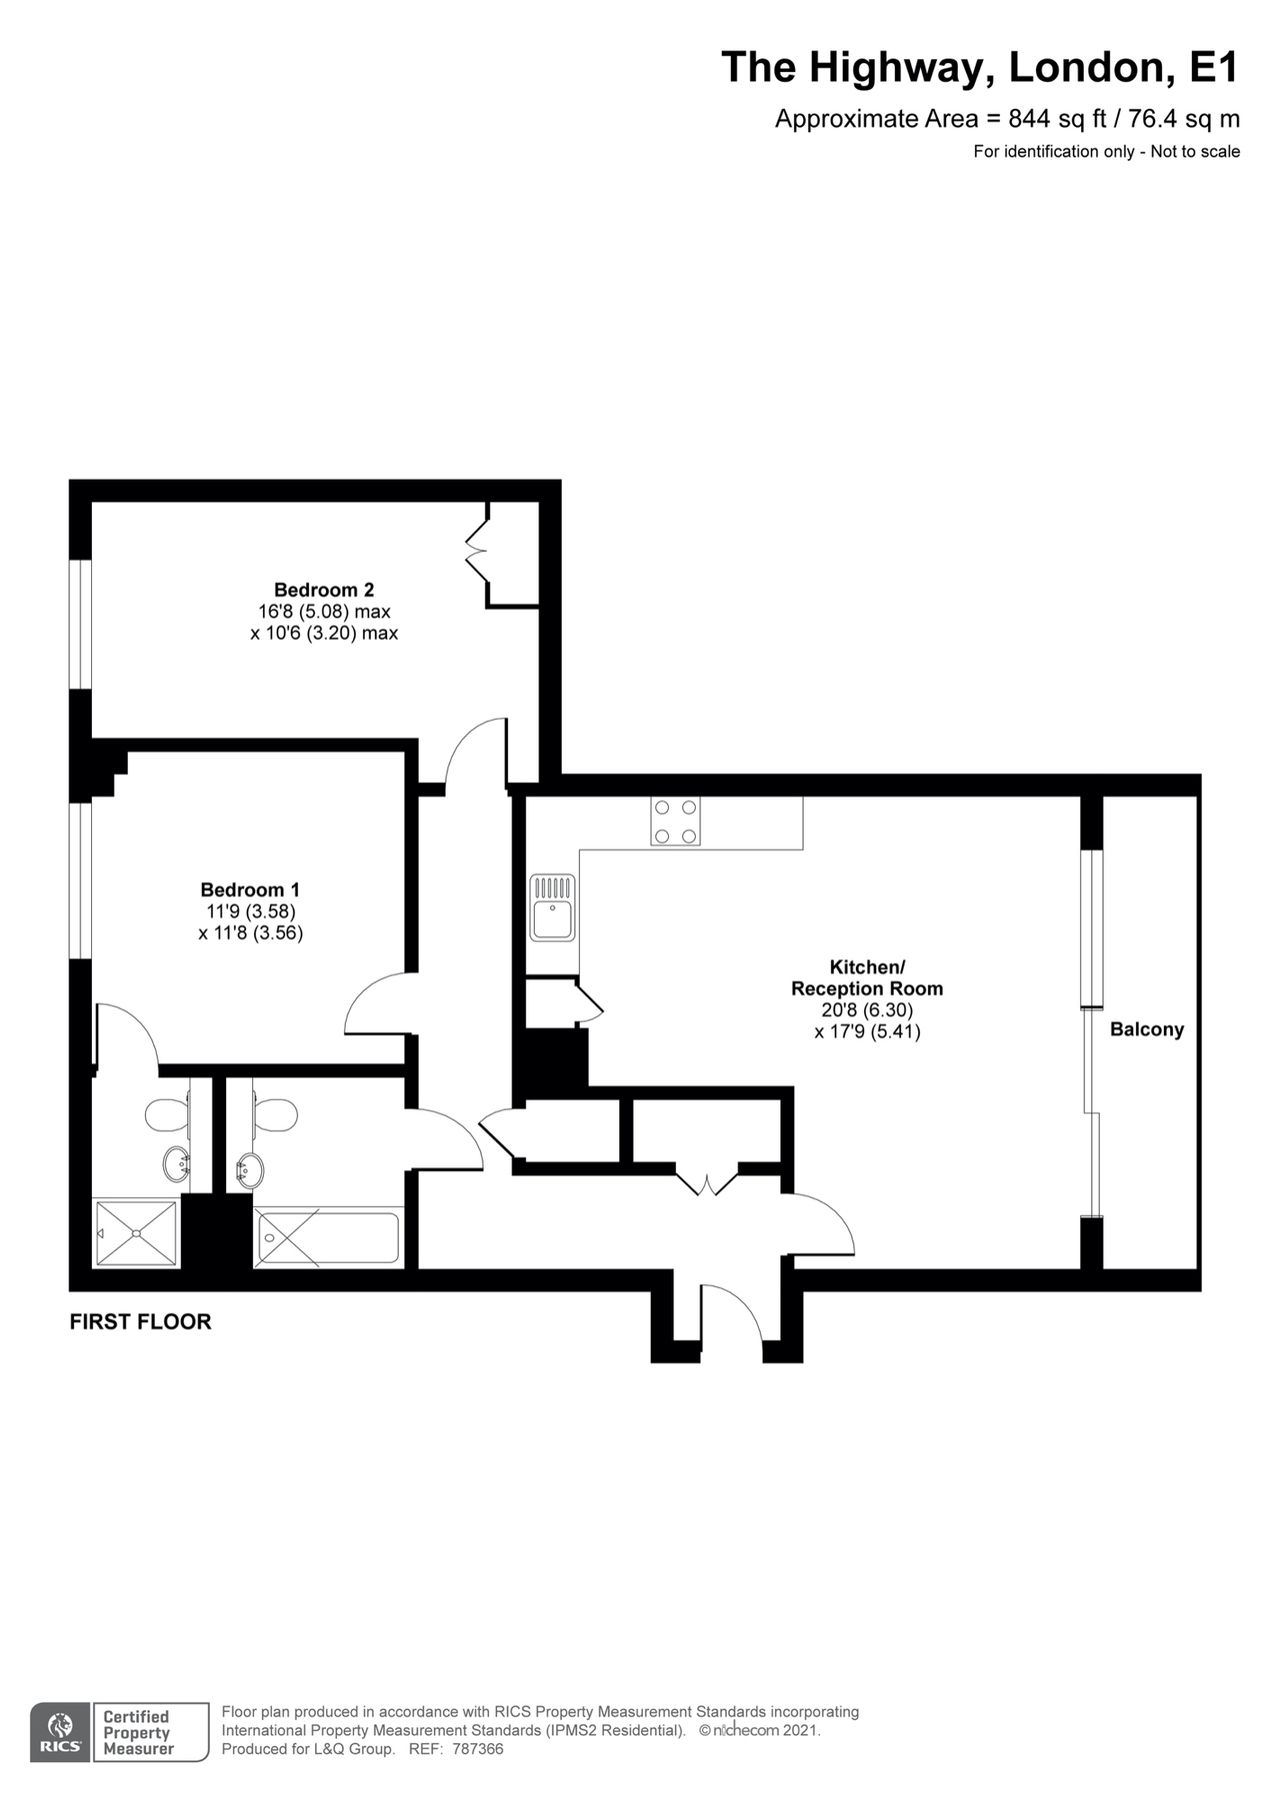 The Highway, London, E1
Approximate Area = 844 sq ft / 76.4 sq m
For identification only - Not to scale
Bedroom 2
16'8 (5.08) max
x 10'6 (3.20) max
Bedroom 1
11'9 (3.58)
x 11'8 (3.56)
Kitchen/
Reception Room
20'8 (6.30)
x 17'9 (5.41)
Balcony
FIRST FLOOR
RICS
Certified
Property
Measurer
Floor plan produced in accordance with RICS Property Measurement Standards incorporating
International Property Measurement Standards (IPMS2 Residential). © nichecom 2021.
Produced for L&Q Group. REF: 787366